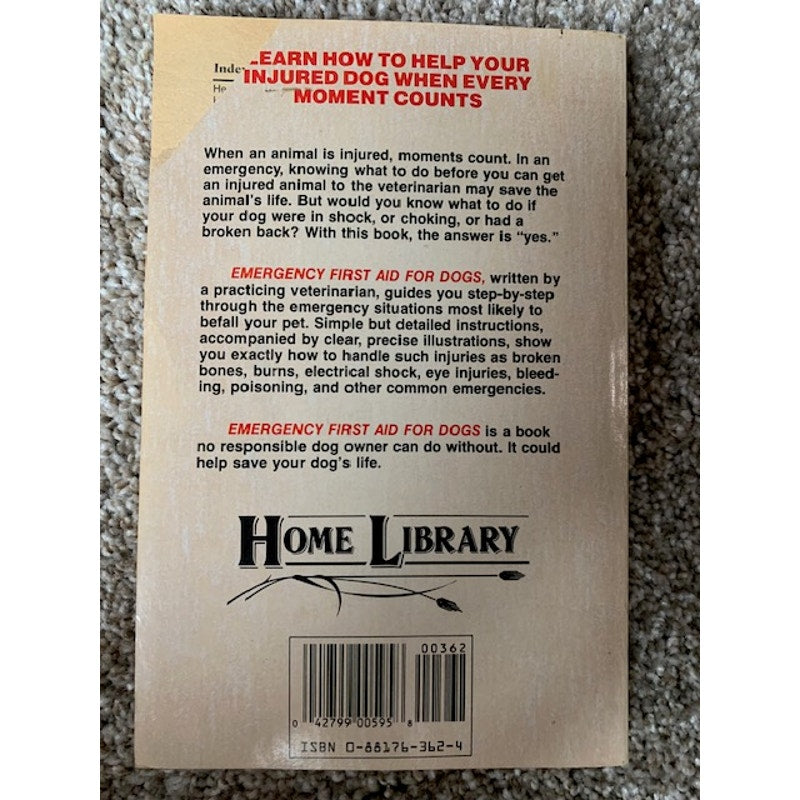 Index
LEARN HOW TO HELP YOUR
INJURED DOG WHEN EVERY
He
MOMENT COUNTS
When an animal is injured, moments count. In an
emergency, knowing what to do before you can get
an injured animal to the veterinarian may save the
animal's life. But would you know what to do if
your dog were in shock, or choking, or had a
broken back? With this book, the answer is "yes."
EMERGENCY FIRST AID FOR DOGS, written by
a practicing veterinarian, guides you step-by-step
through the emergency situations most likely to
befall your pet. Simple but detailed instructions,
accompanied by clear, precise illustrations, show
you exactly how to handle such injuries as broken
bones, burns, electrical shock, eye injuries, bleed-
ing, poisoning, and other common emergencies.
EMERGENCY FIRST AID FOR DOGS is a book
no responsible dog owner can do without. It could
help save your dog's life.
HOME LIBRARY
00362
0 42799 00595 8
ISBN 0-88176-362-4